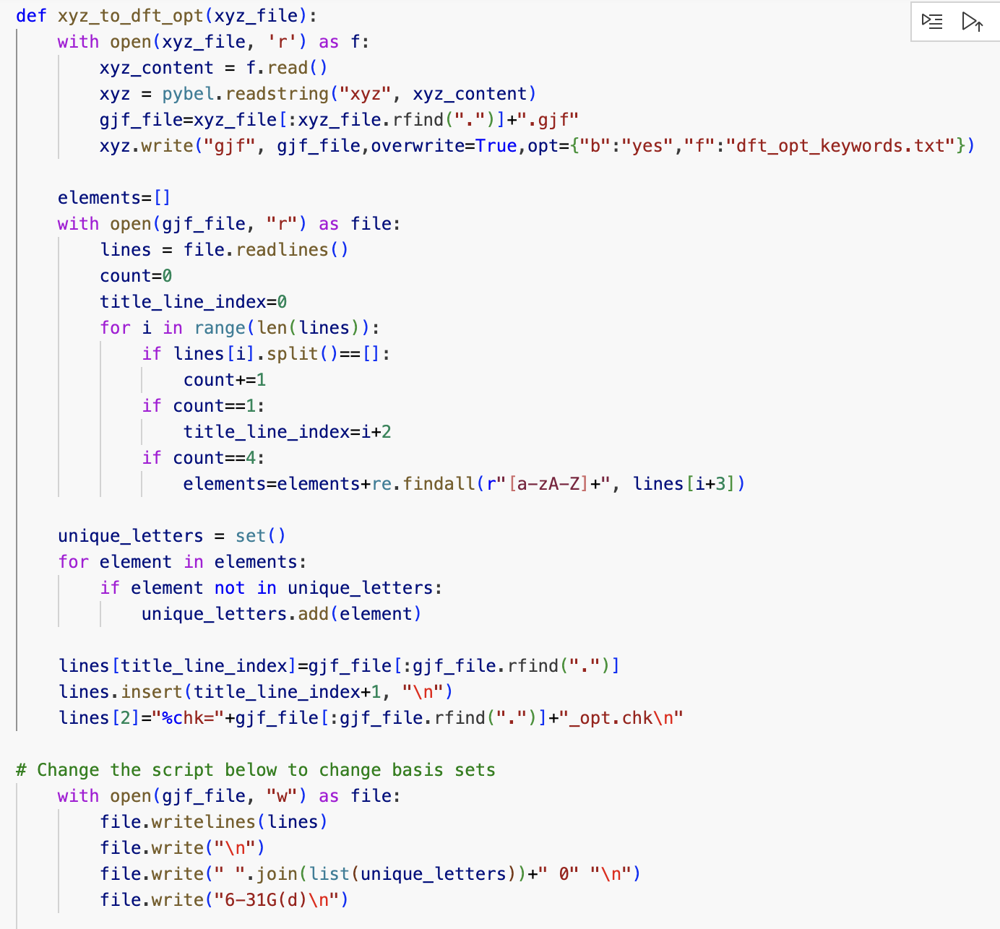 def xyz_to_dft_opt(xyz_file):
    with open(xyz_file, 'r') as f:
        xyz_content = f.read()
        xyz = pybel.readstring("xyz", xyz_content)
        gjf_file=xyz_file[:xyz_file.rfind(".")]+".gjf"
        xyz.write("gjf", gjf_file,overwrite=True,opt={"b":"yes","f":"dft_opt_keywords.txt"})

    elements=[]
    with open(gjf_file, "r") as file:
        lines = file.readlines()
        count=0
        title_line_index=0
        for i in range(len(lines)):
            if lines[i].split()==[]:
                count+=1
            if count==1:
                title_line_index=i+2
            if count==4:
                elements=elements+re.findall(r"[a-zA-Z]+", lines[i+3])

    unique_letters = set()
    for element in elements:
        if element not in unique_letters:
            unique_letters.add(element)

    lines[title_line_index]=gjf_file[:gjf_file.rfind(".")]
    lines.insert(title_line_index+1, "\n")
    lines[2]="%chk="+gjf_file[:gjf_file.rfind(".")]+"_opt.chk\n"

# Change the script below to change basis sets
    with open(gjf_file, "w") as file:
        file.writelines(lines)
        file.write("\n")
        file.write(" ".join(list(unique_letters))+" 0" "\n")
        file.write("6-31G(d)\n")